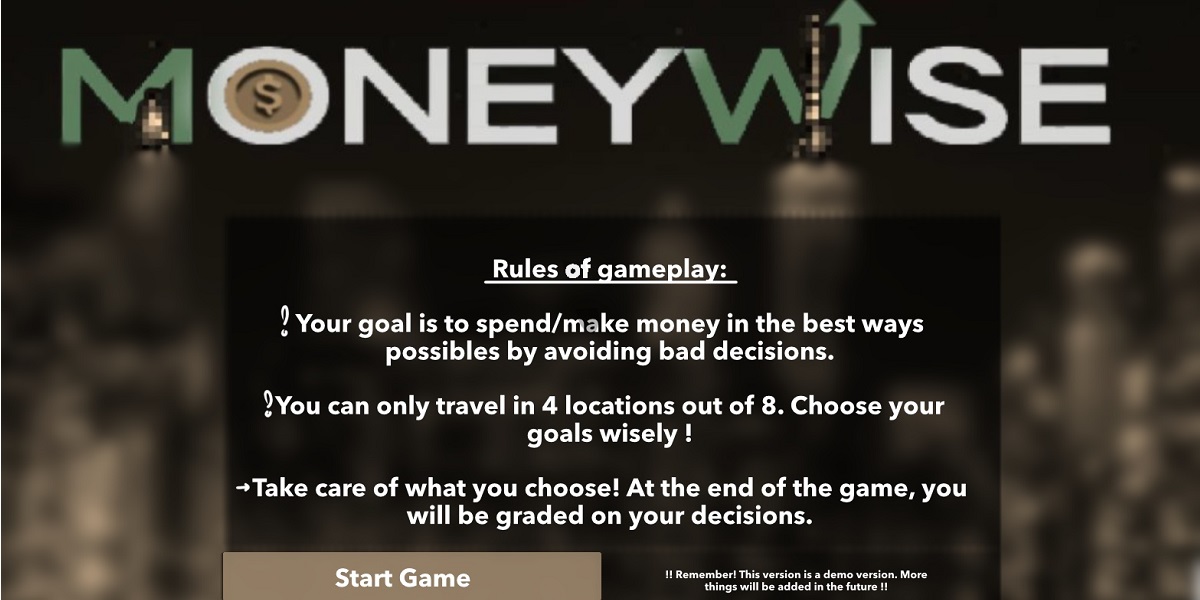 MONEYWISE
Rules of gameplay:
! Your goal is to spend/make money in the best ways
possibles by avoiding bad decisions.
!You can only travel in 4 locations out of 8. Choose your
goals wisely !
→Take care of what you choose! At the end of the game, you
will be graded on your decisions.
Start Game
!! Remember! This version is a demo version. More
things will be added in the future !!